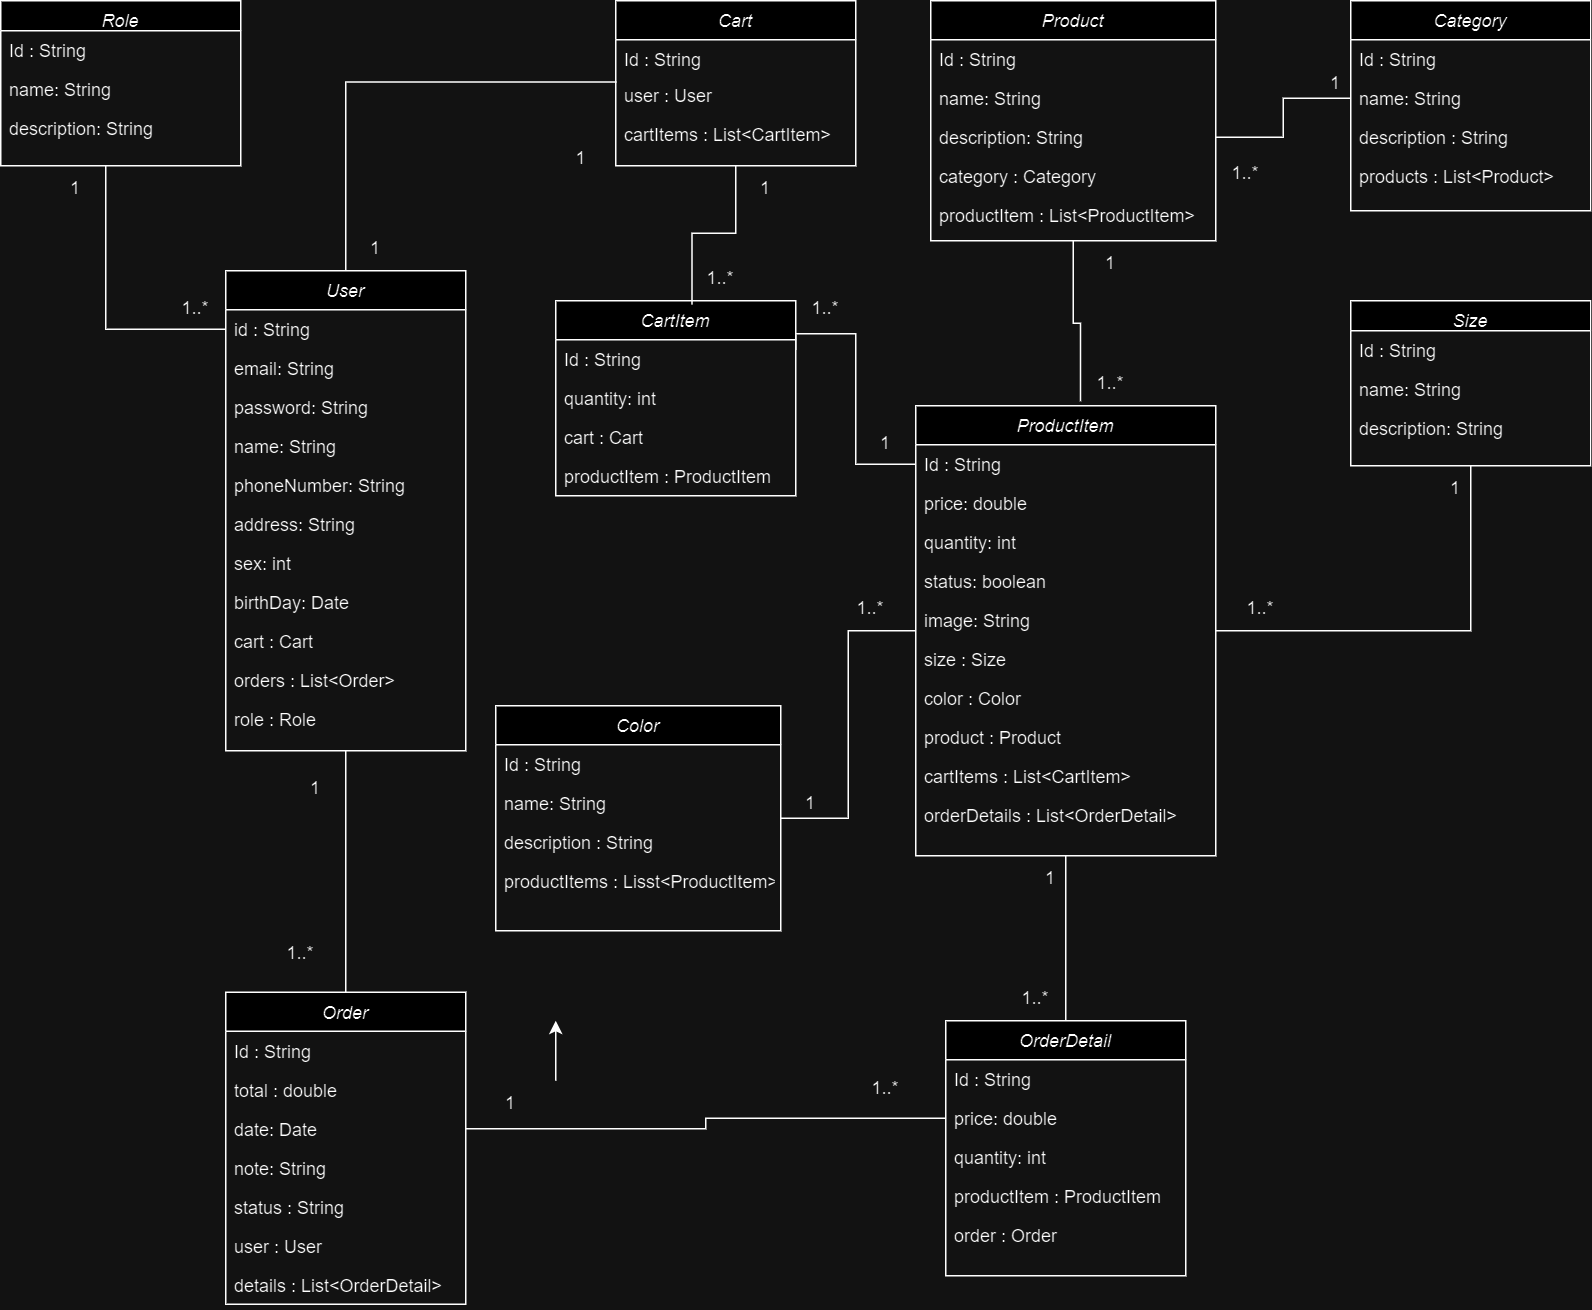 Role
Id : String
name: String
description: String
1
Cart
Id : String
user : User
cartItems : List<CartItem>
1
1
Product
Id : String
name: String
description: String
category : Category
productItem : List<ProductItem>
1..*
1
Category
Id : String
name: String
description : String
products : List<Product>
1
1
1..*
User
id : String
email: String
password: String
name: String
phoneNumber: String
address: String
sex: int
birthDay: Date
cart : Cart
orders : List<Order>
role : Role
1
1..*
CartItem
Id : String
quantity: int
cart : Cart
productItem : ProductItem
1..*
1
1..*
ProductItem
Id : String
price: double
quantity: int
status: boolean
image: String
size : Size
color : Color
product : Product
cartItems : List<CartItem>
orderDetails : List<OrderDetail>
Size
Id : String
name: String
description: String
1
1..*
1..*
Color
Id : String
name: String
description : String
productItems : Lisst<ProductItem>
1
1
1..*
1
1..*
Order
Id : String
total : double
date: Date
note: String
status : String
user : User
details : List<OrderDetail>
1
1..*
OrderDetail
Id : String
price: double
quantity: int
productItem : ProductItem
order : Order